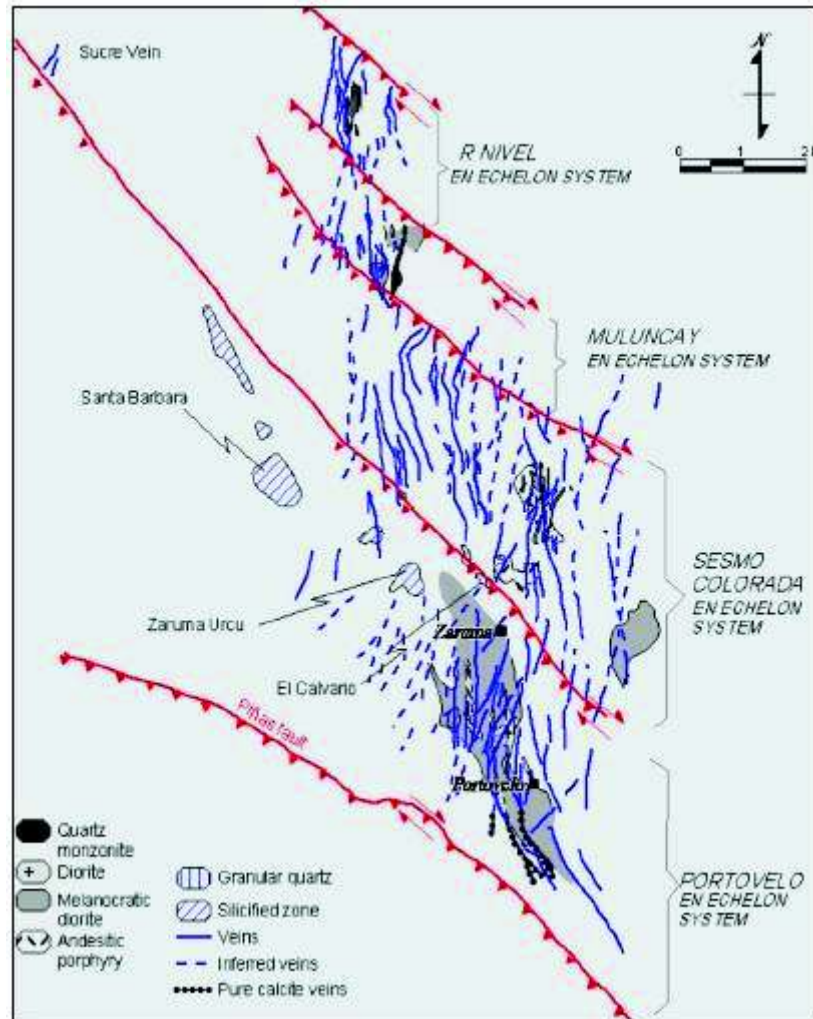 Sucre Vein
N
0 1 2
R NIVEL
EN ECHELON SYSTEM
MULUNCAY
EN ECHELON SYSTEM
Santa Barbara
SESMO
COLORADA
EN ECHELON
SYSTEM
Zaruma Urcu
Zaruma
El Calvario
Piñas fault
Portovelo
PORTOVELO
EN ECHELON
SYSTEM
Quartz
monzonite
Diorite
Melanocratic
diorite
Andesitic
porphyry
Granular quartz
Silicified zone
Veins
Inferred veins
Pure calcite veins